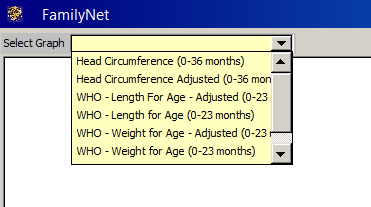 FamilyNet
Select Graph
Head Circumference (0-36 months)
Head Circumference Adjusted (0-36 mon
WHO - Length For Age - Adjusted (0-23
WHO - Length for Age (0-23 months)
WHO - Weight for Age - Adjusted (0-23
WHO - Weight for Age (0-23 months)